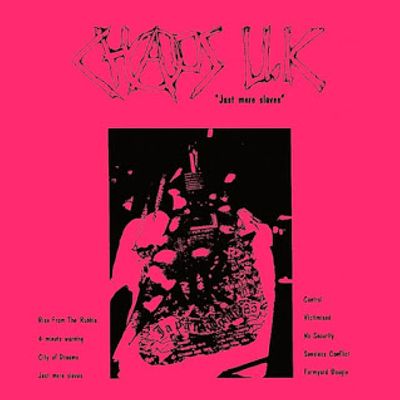 CHAOS U.K
"Just mere slaves"
Rise From The Rubble
4 minute warning
City of Dreams
Just mere slaves
Control
Victimised
No Security
Senseless Conflict
Farmyard Boogie